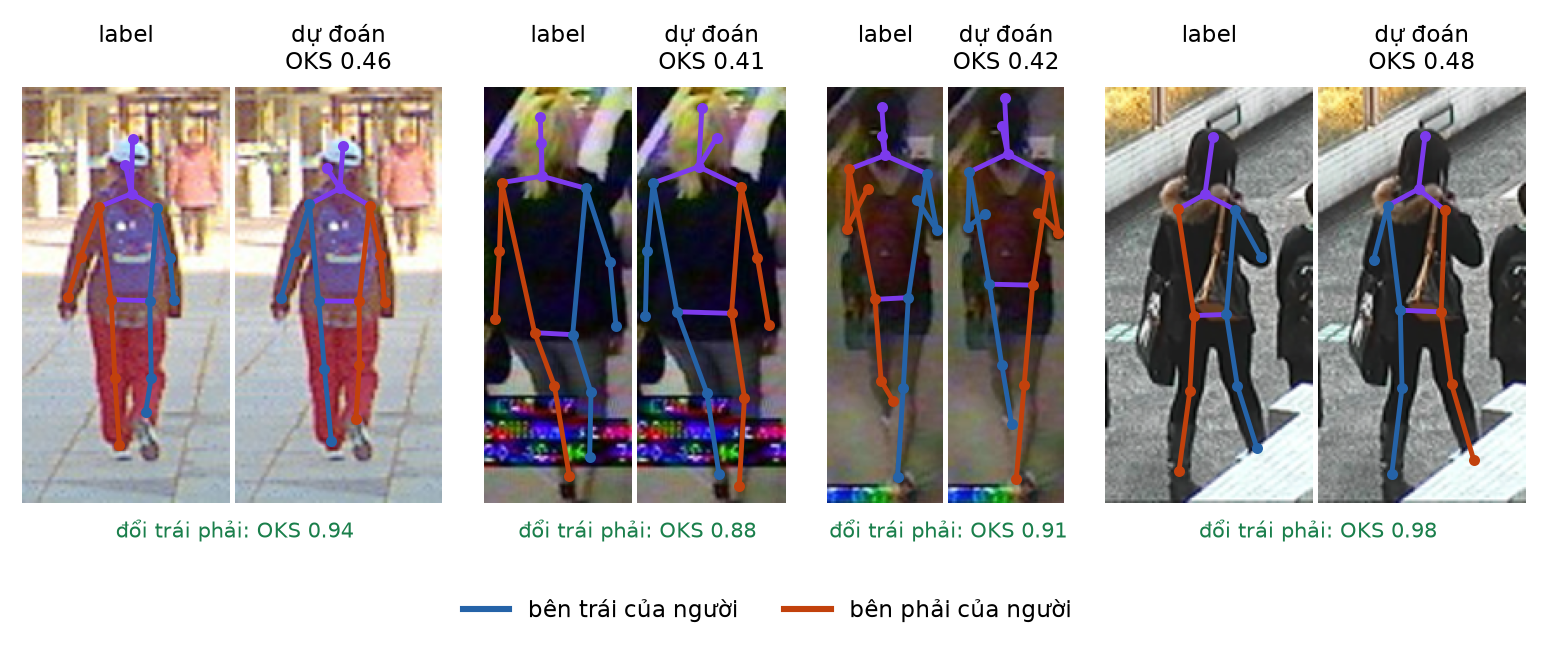 label
dự đoán
OKS 0.46
label
dự đoán
OKS 0.41
label
dự đoán
OKS 0.42
label
dự đoán
OKS 0.48
đổi trái phải: OKS 0.94
đổi trái phải: OKS 0.88
đổi trái phải: OKS 0.91
đổi trái phải: OKS 0.98
bên trái của người
bên phải của người